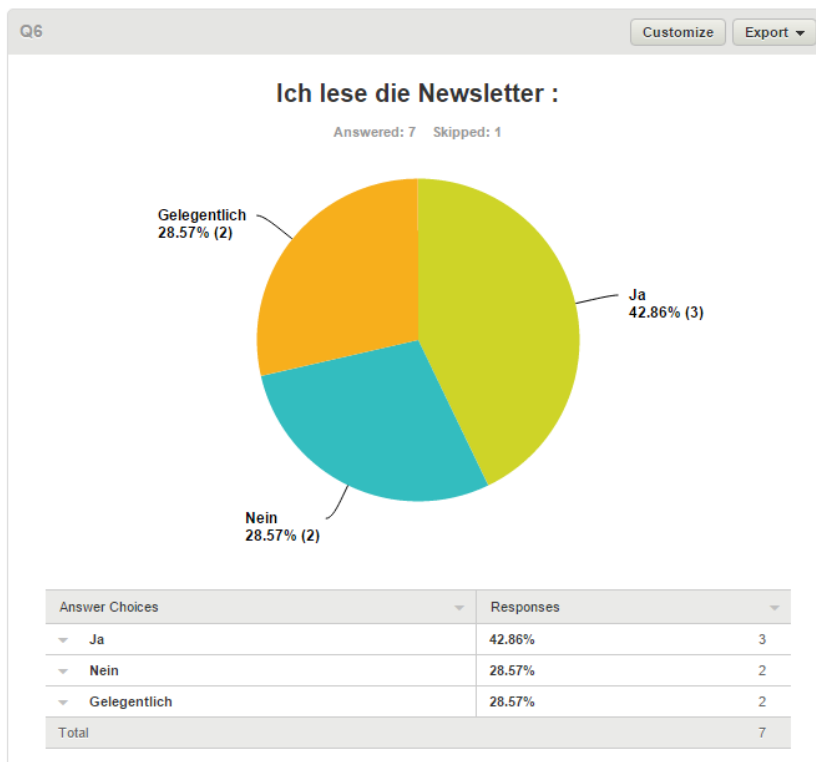 Q6 Customize Export
Ich lese die Newsletter :
Answered: 7 Skipped: 1
Gelegentlich
28.57% (2)
Ja
42.86% (3)
Nein
28.57% (2)
Answer Choices Responses
Ja 42.86% 3
Nein 28.57% 2
Gelegentlich 28.57% 2
Total 7